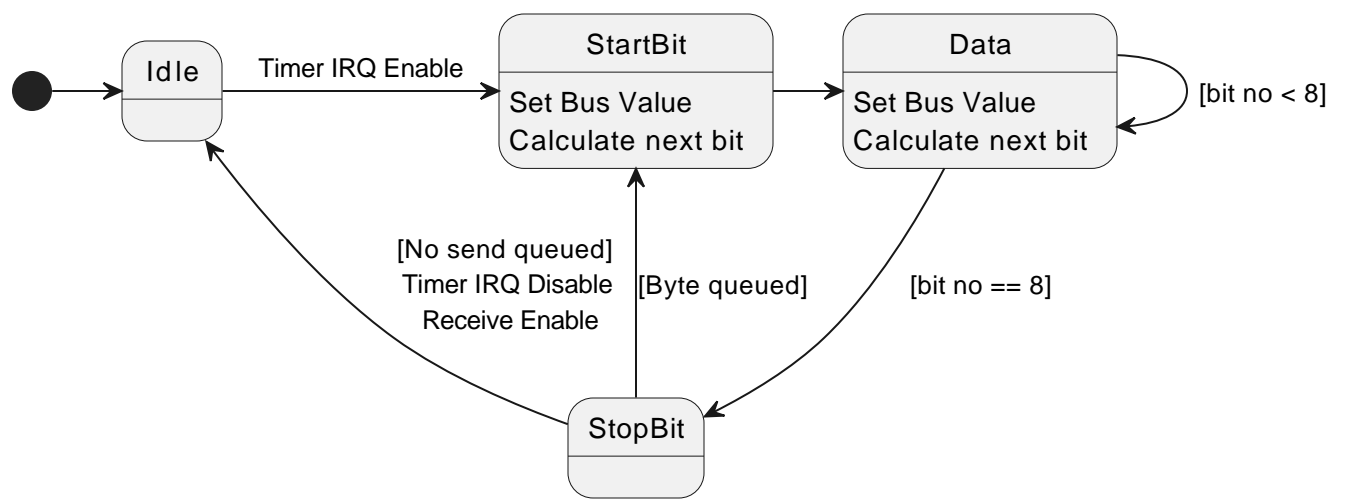 Idle
Timer IRQ Enable
StartBit
Set Bus Value
Calculate next bit
Data
Set Bus Value
Calculate next bit
[bit no < 8]
[No send queued]
Timer IRQ Disable
Receive Enable
[Byte queued]
[bit no == 8]
StopBit